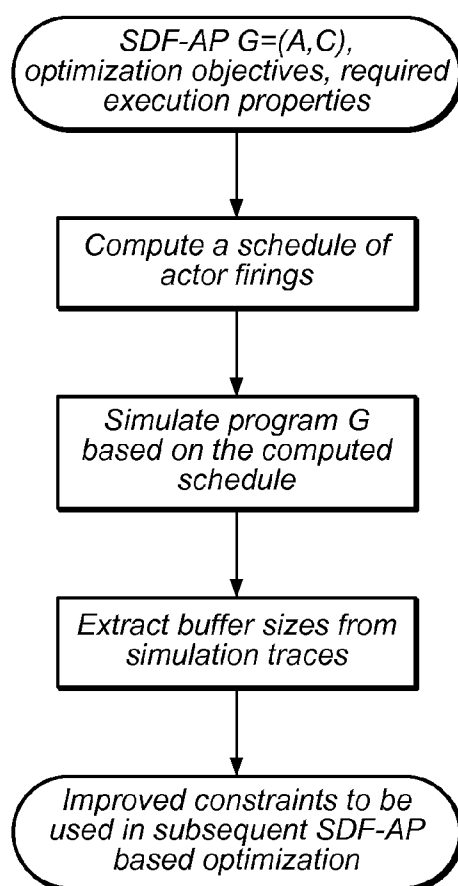 SDF-AP G=(A,C),
optimization objectives, required
execution properties
Compute a schedule of
actor firings
Simulate program G
based on the computed
schedule
Extract buffer sizes from
simulation traces
Improved constraints to be
used in subsequent SDF-AP
based optimization